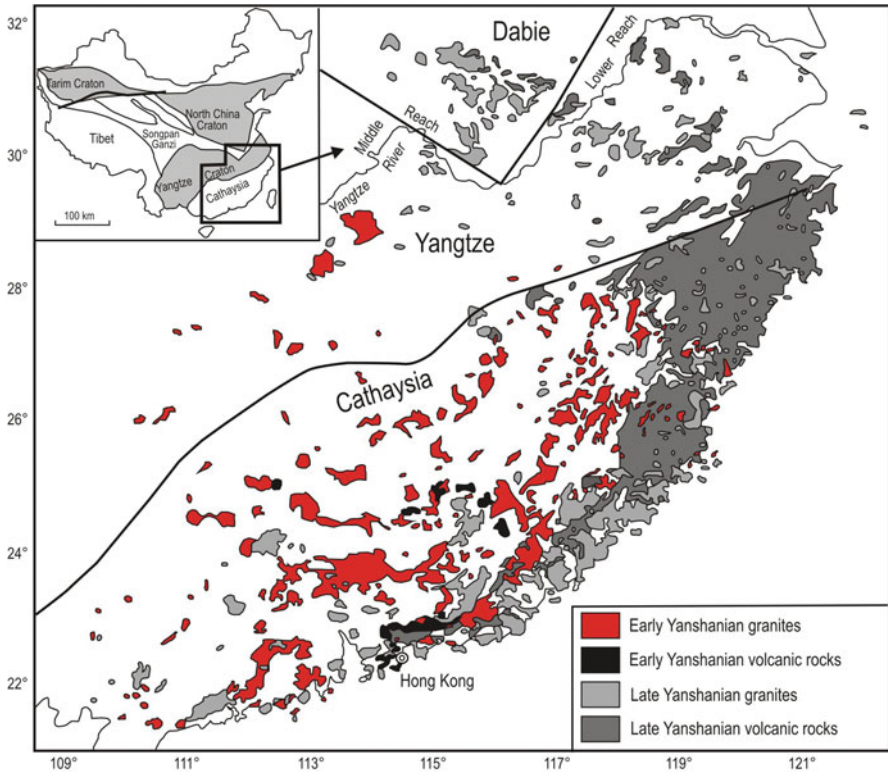 32°
30°
28°
26°
24°
22°
109°
111°
113°
115°
117°
119°
121°
Tarim Craton
North China
Craton
Tibet
Songpan
Ganzi
Yangtze
Craton
Cathaysia
100 km
Dabie
Lower Reach
Middle Reach
Yangtze River
Yangtze
Cathaysia
Hong Kong
Early Yanshanian granites
Early Yanshanian volcanic rocks
Late Yanshanian granites
Late Yanshanian volcanic rocks